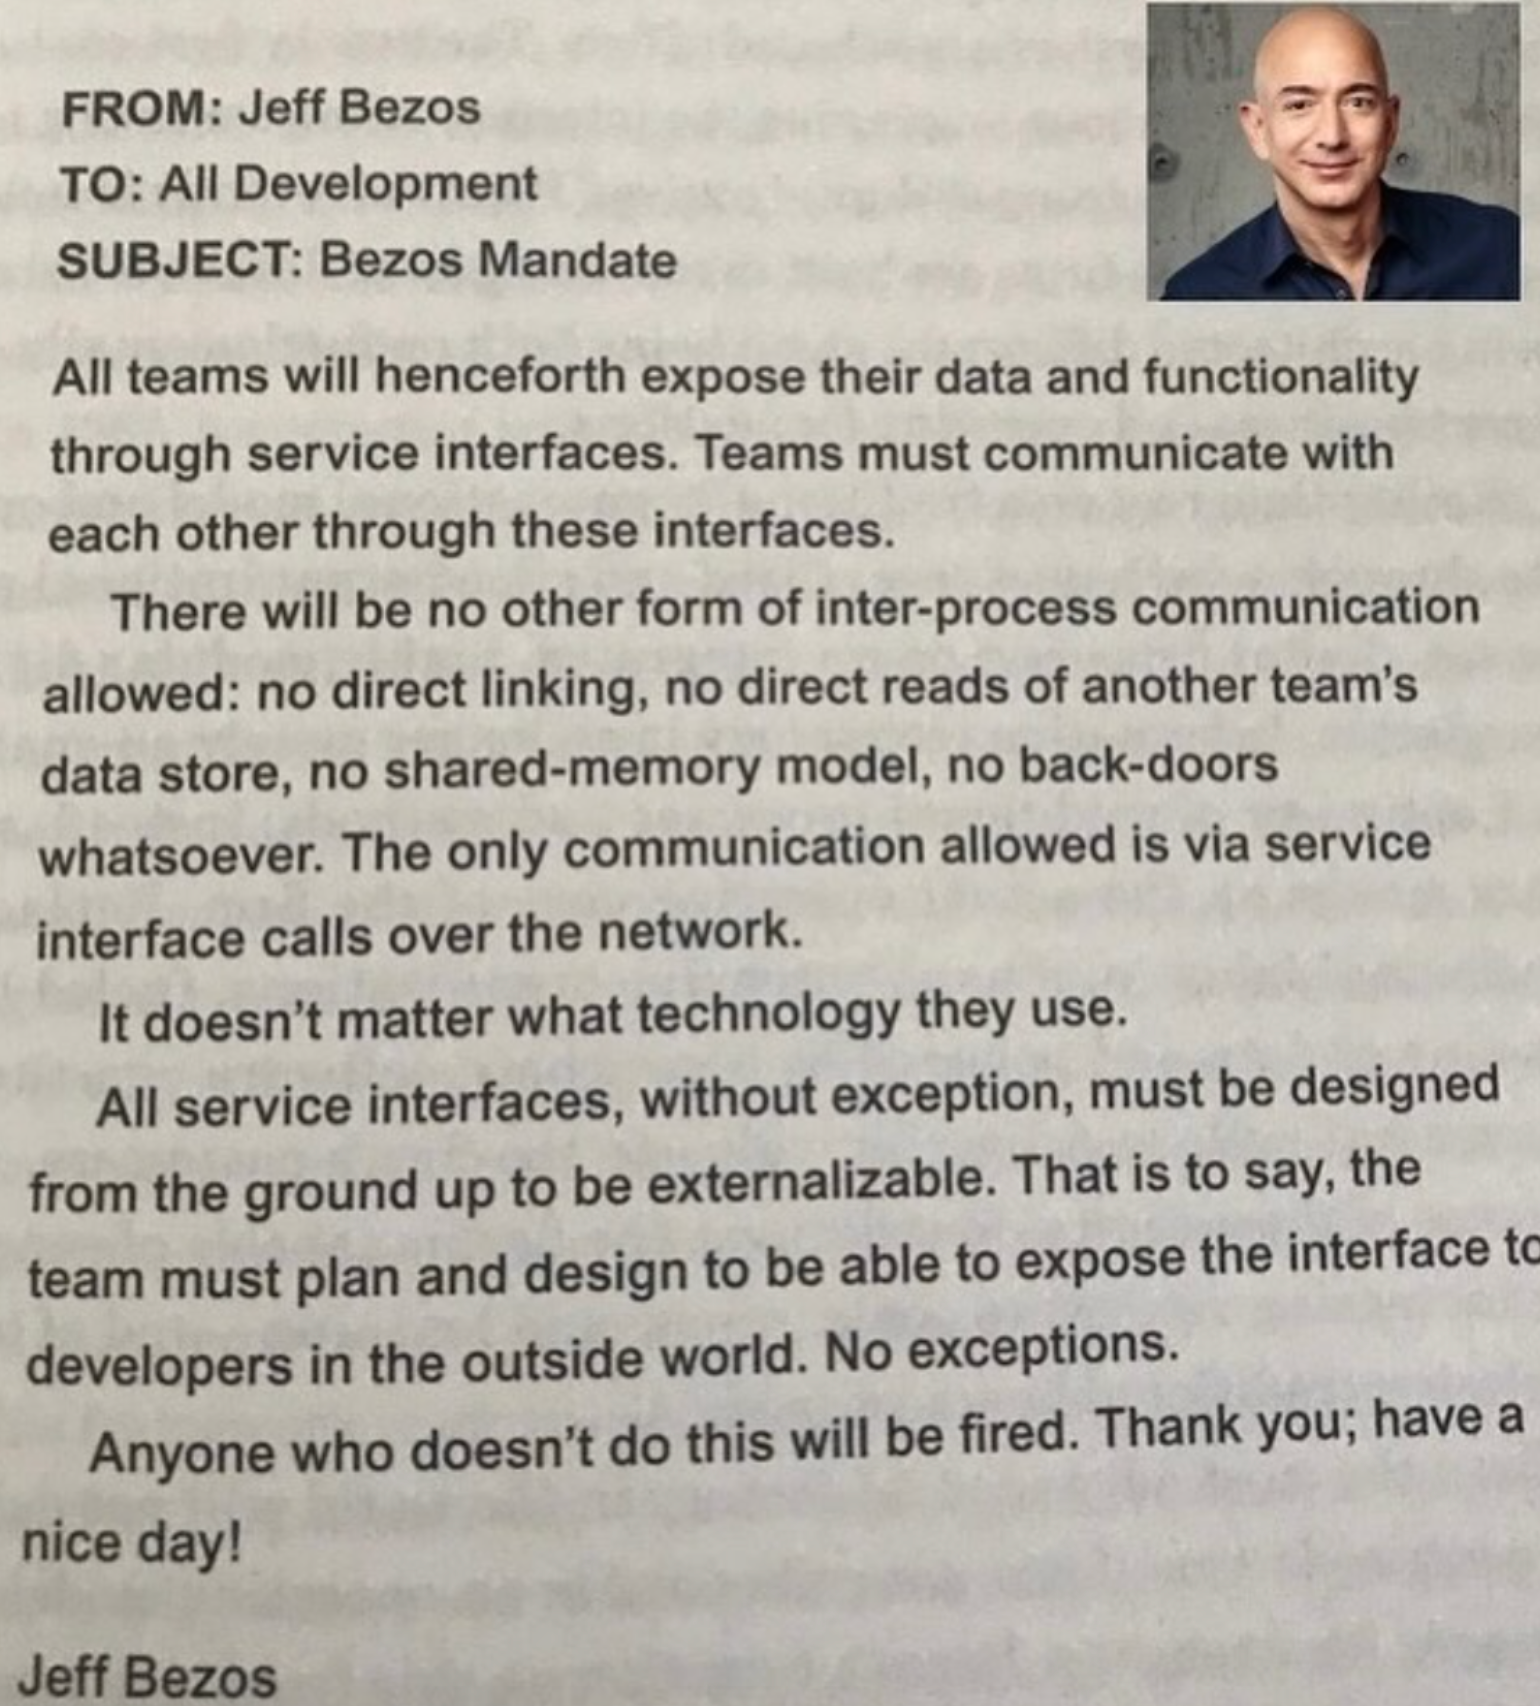 FROM: Jeff Bezos
TO: All Development
SUBJECT: Bezos Mandate
All teams will henceforth expose their data and functionality
through service interfaces. Teams must communicate with
each other through these interfaces.
There will be no other form of inter-process communication
allowed: no direct linking, no direct reads of another team’s
data store, no shared-memory model, no back-doors
whatsoever. The only communication allowed is via service
interface calls over the network.
It doesn’t matter what technology they use.
All service interfaces, without exception, must be designed
from the ground up to be externalizable. That is to say, the
team must plan and design to be able to expose the interface to
developers in the outside world. No exceptions.
Anyone who doesn’t do this will be fired. Thank you; have a
nice day!
Jeff Bezos